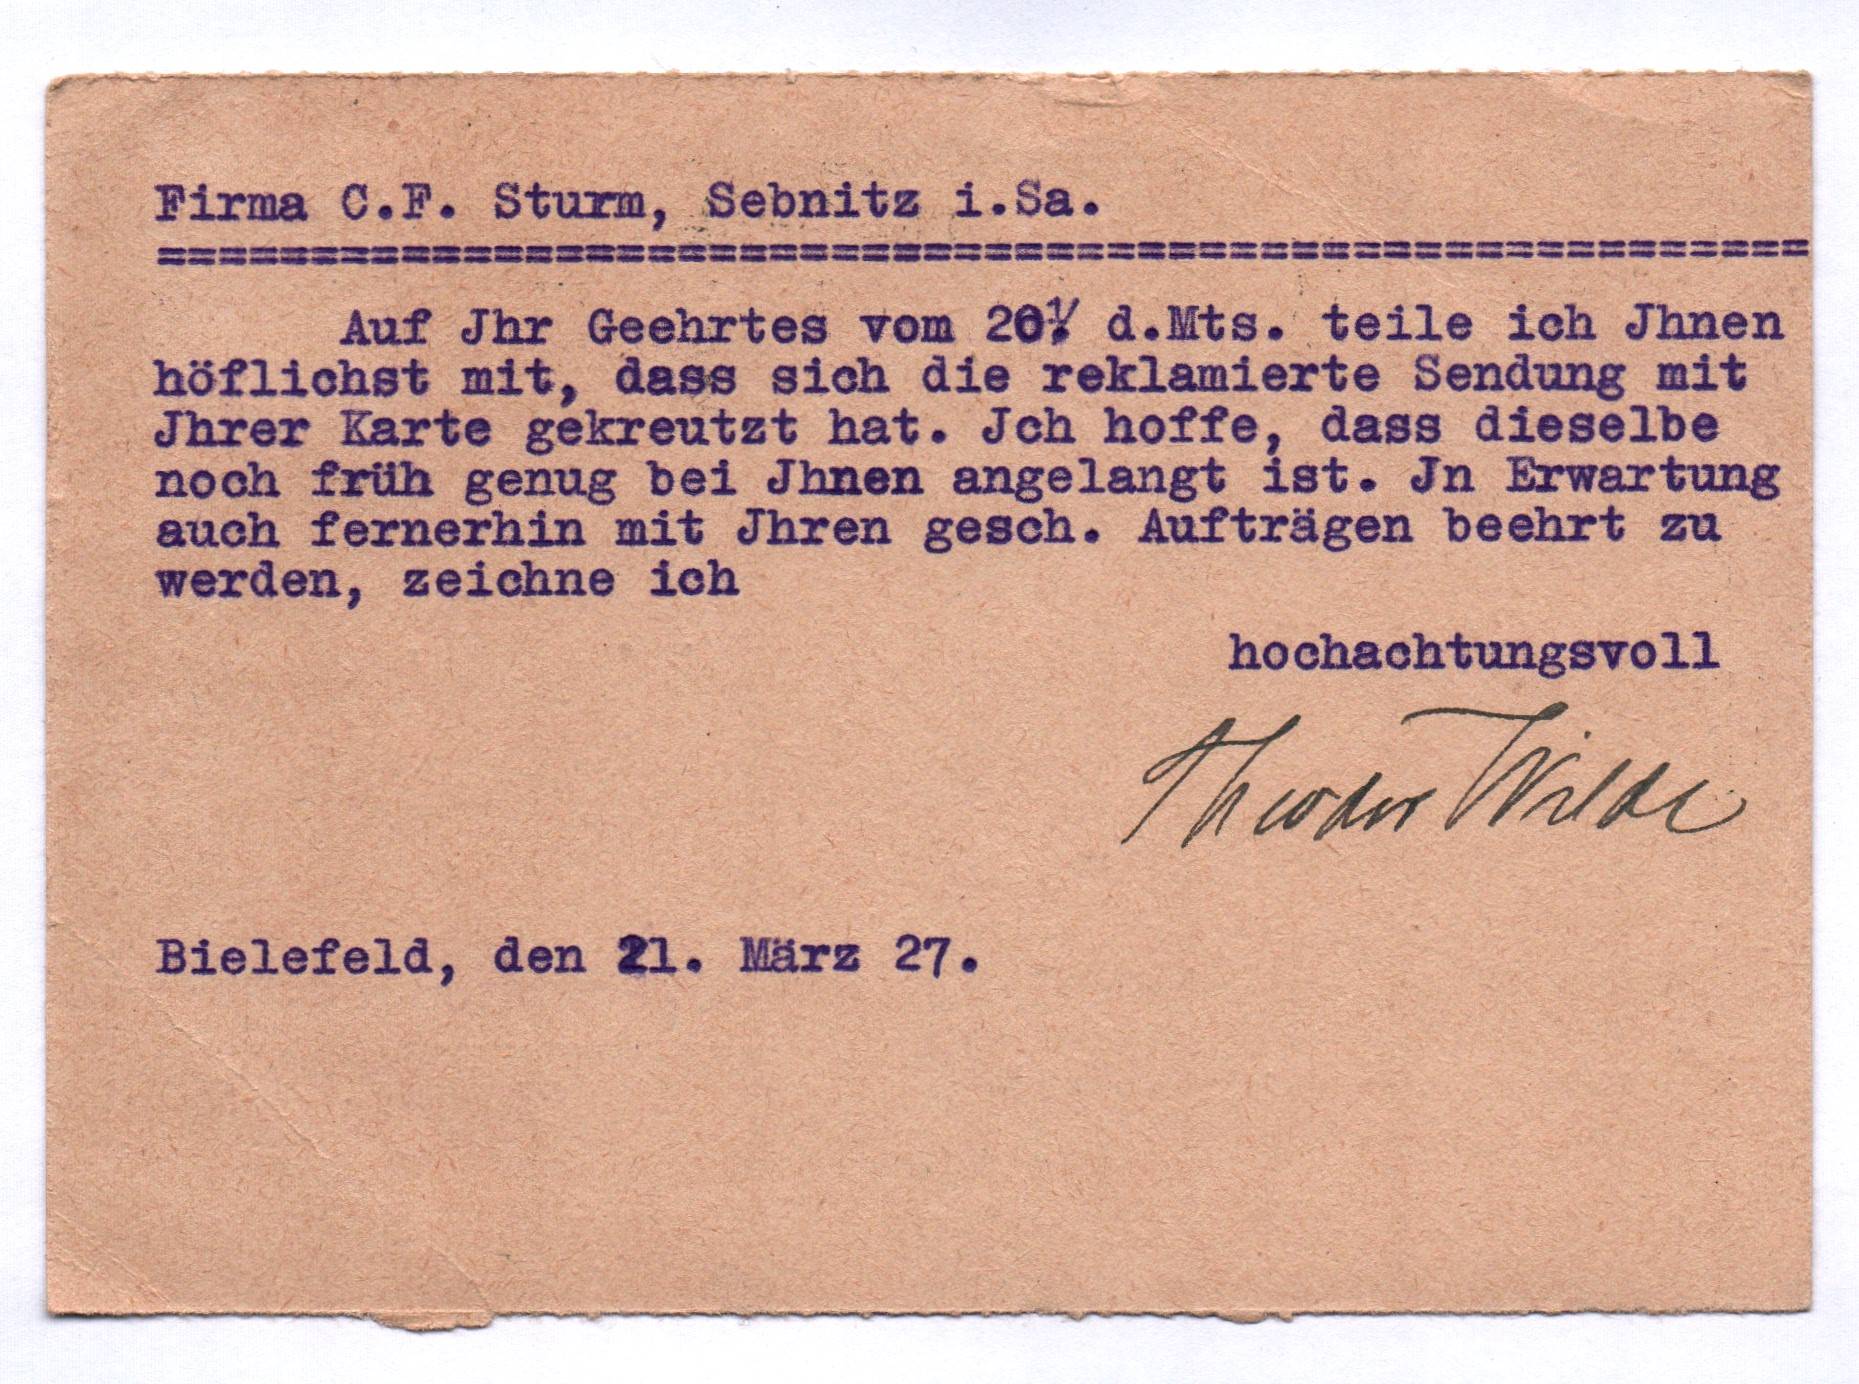 Firma C.F. Sturm, Sebnitz i.Sa.
======================================================
Auf Jhr Geehrtes vom 20. d.Mts. teile ich Jhnen
höflichst mit, dass sich die reklamierte Sendung mit
Jhrer Karte gekreutzt hat. Jch hoffe, dass dieselbe
noch früh genug bei Jhnen angelangt ist. Jn Erwartung
auch fernerhin mit Jhren gesch. Aufträgen beehrt zu
werden, zeichne ich
hochachtungsvoll
Theodor Wilde
Bielefeld, den 21. März 27.